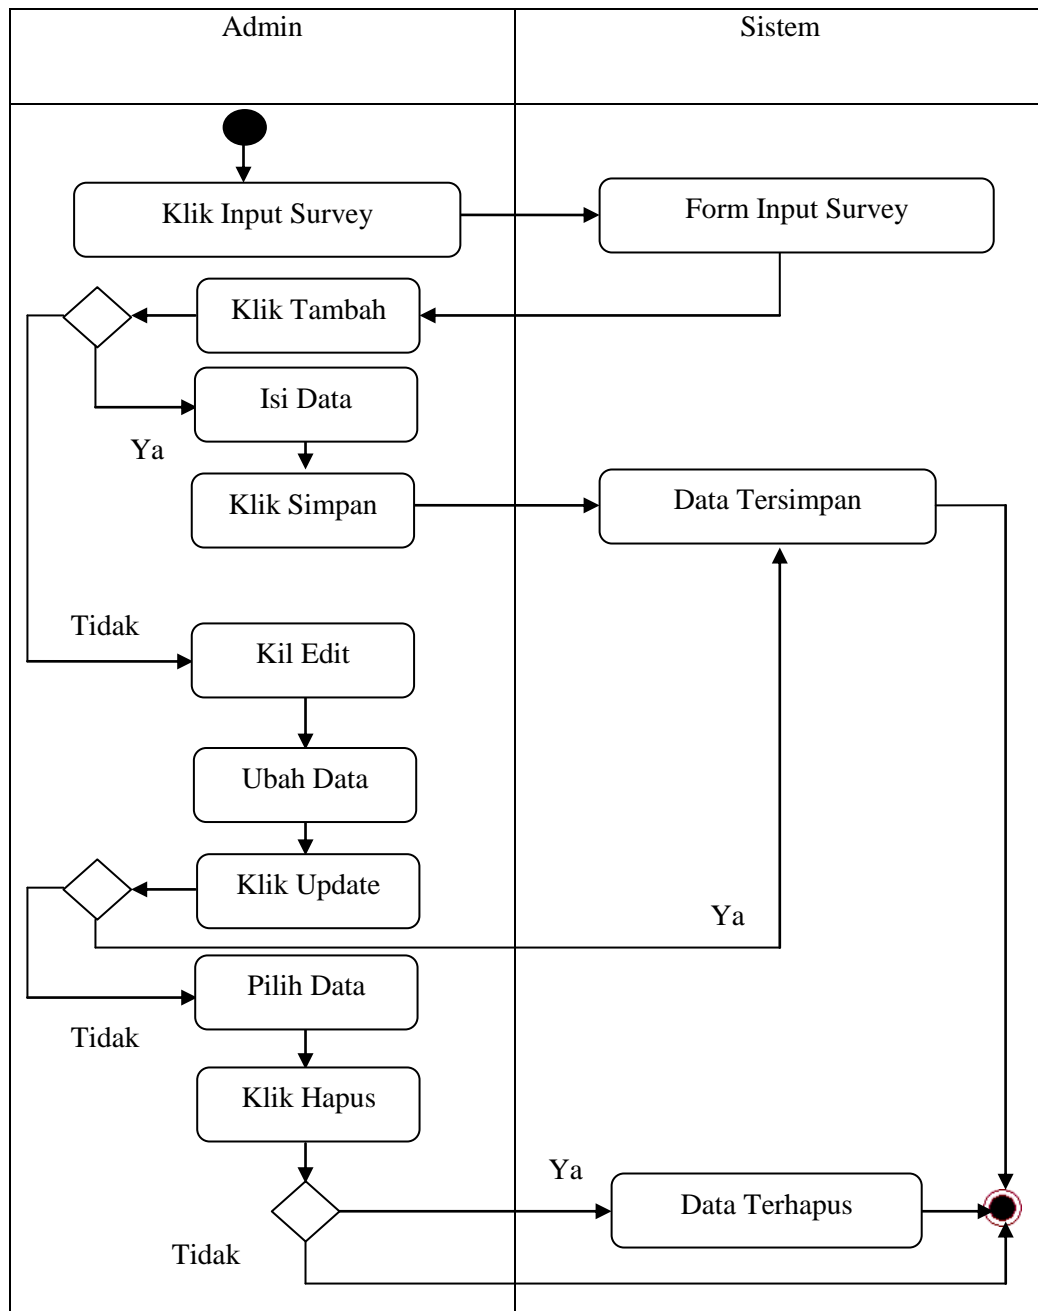 Admin
Sistem
Klik Input Survey
Form Input Survey
Klik Tambah
Isi Data
Ya
Klik Simpan
Data Tersimpan
Tidak
Kil Edit
Ubah Data
Klik Update
Ya
Pilih Data
Tidak
Klik Hapus
Ya
Data Terhapus
Tidak